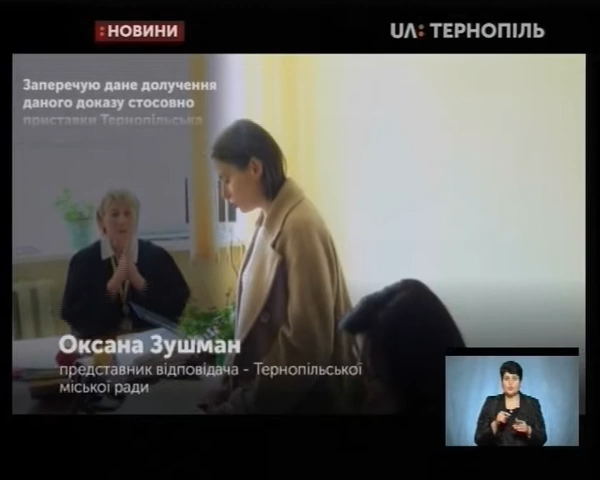 :НОВИНИ
UA: ТЕРНОПІЛЬ
Заперечую дане долучення
даного доказу стосовно
приставки Тернопільська
Оксана Зушман
представник відповідача - Тернопільської
міської ради